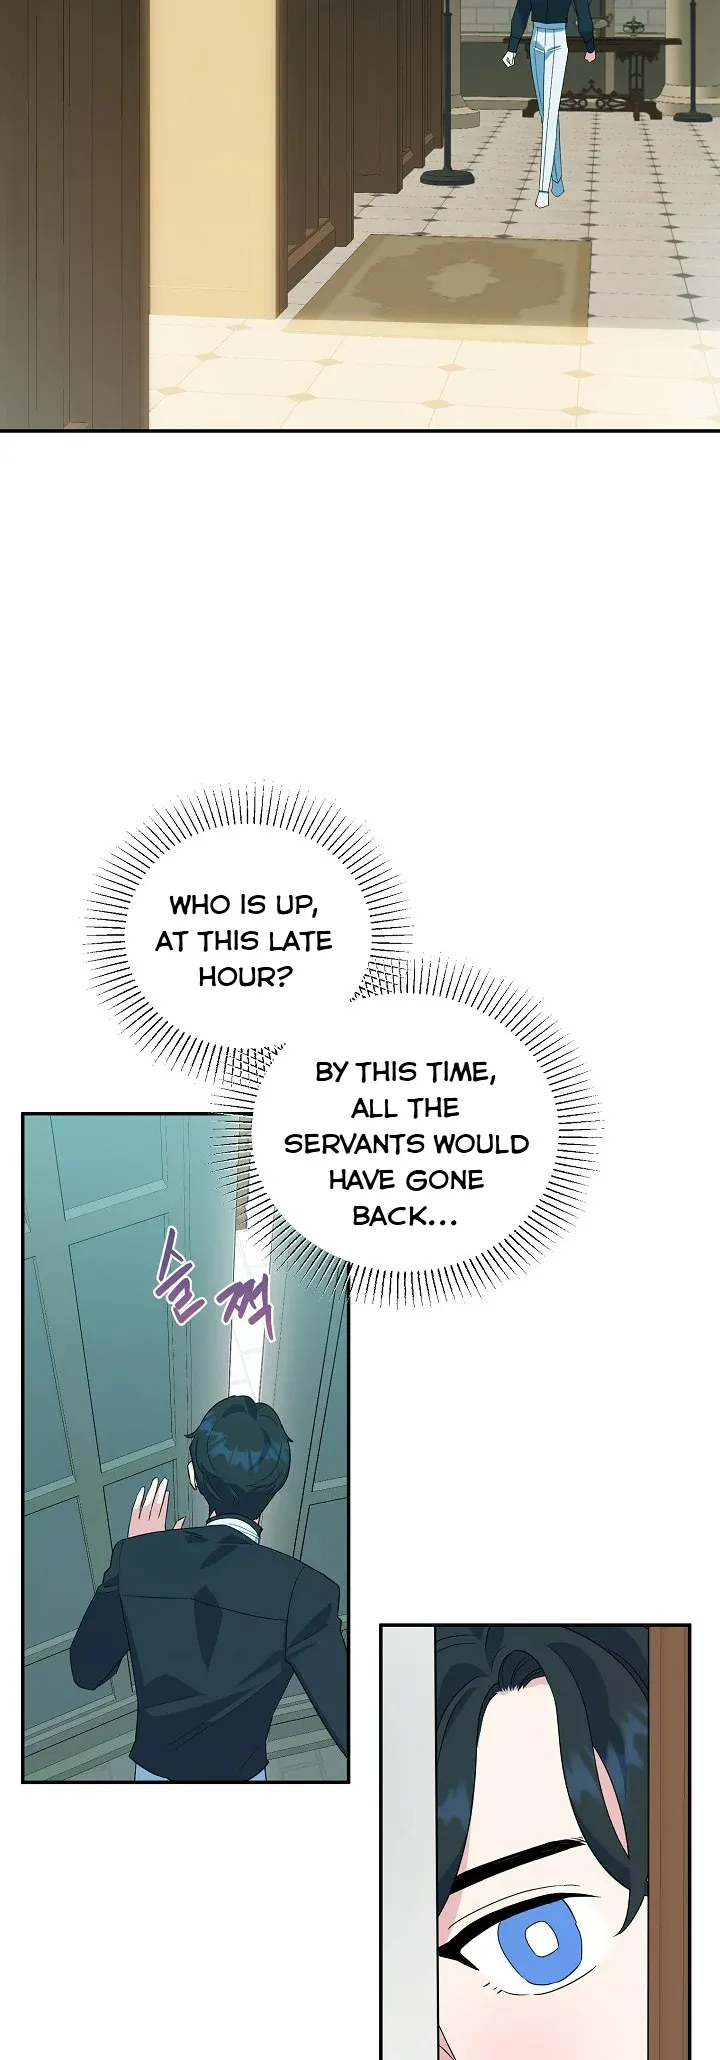 WHO IS UP,
AT THIS LATE
HOUR?
BY THIS TIME,
ALL THE
SERVANTS WOULD
HAVE GONE
BACK...
슬쩍